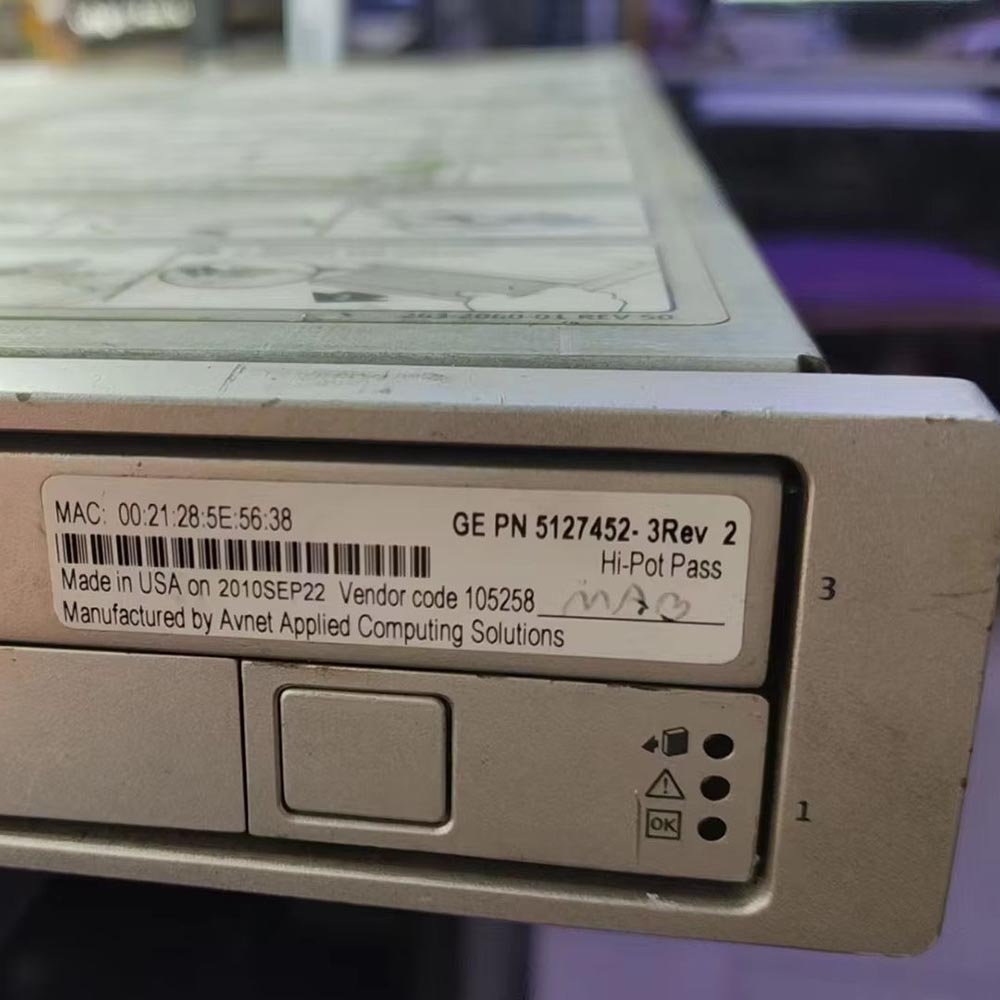 MAC: 00:21:28:5E:56:38
GE PN 5127452- 3Rev 2
Hi-Pot Pass
Made in USA on 2010SEP22 Vendor code 105258
Manufactured by Avnet Applied Computing Solutions
3
1
OK